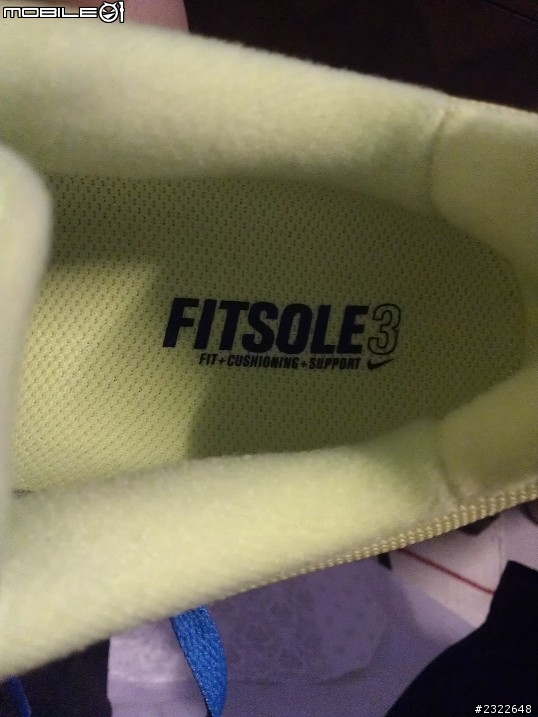 MOBILE01
FITSOLE3
FIT+CUSHIONING+SUPPORT
#2322648